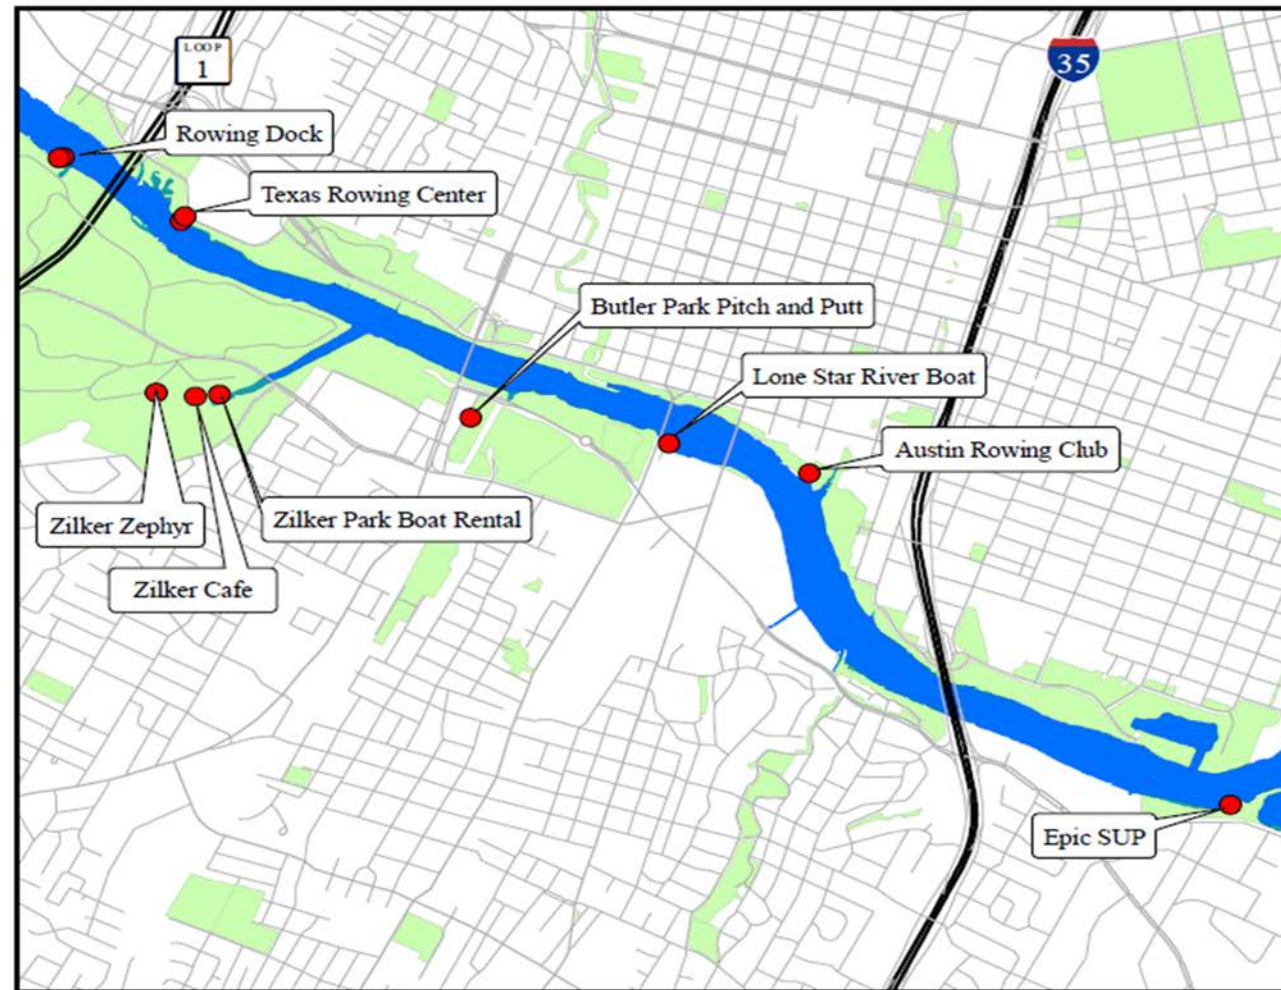 LOOP
1
35
Rowing Dock
Texas Rowing Center
Butler Park Pitch and Putt
Lone Star River Boat
Austin Rowing Club
Zilker Zephyr
Zilker Park Boat Rental
Zilker Cafe
Epic SUP